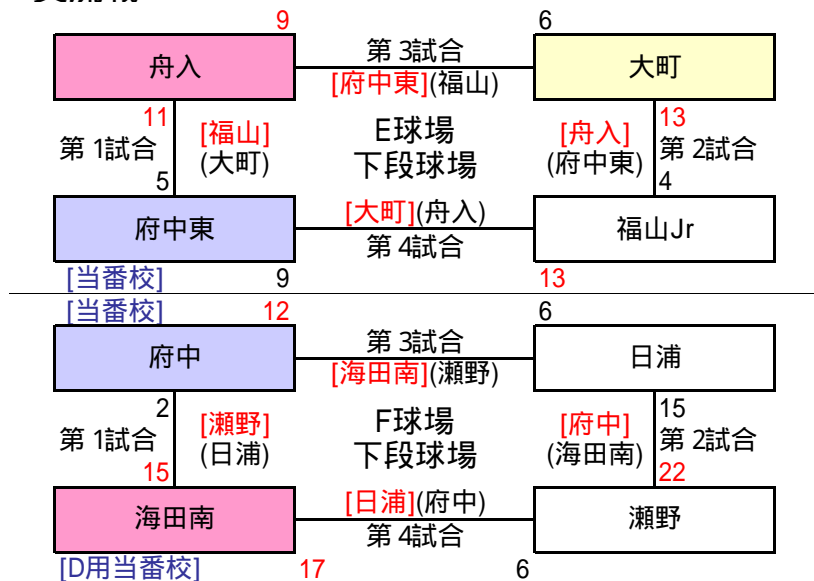 9 6
舟入 第3試合 大町
[府中東](福山)
11 [福山] E球場 [舟入] 13
第1試合 (大町) 下段球場 (府中東) 第2試合
5 4
府中東 [大町](舟入) 福山Jr
第4試合
[当番校] 9 13
[当番校] 12 6
府中 第3試合 日浦
[海田南](瀬野)
2 [瀬野] F球場 [府中] 15
第1試合 (日浦) 下段球場 (海田南) 第2試合
15 22
海田南 [日浦](府中) 瀬野
第4試合
[D用当番校] 17 6